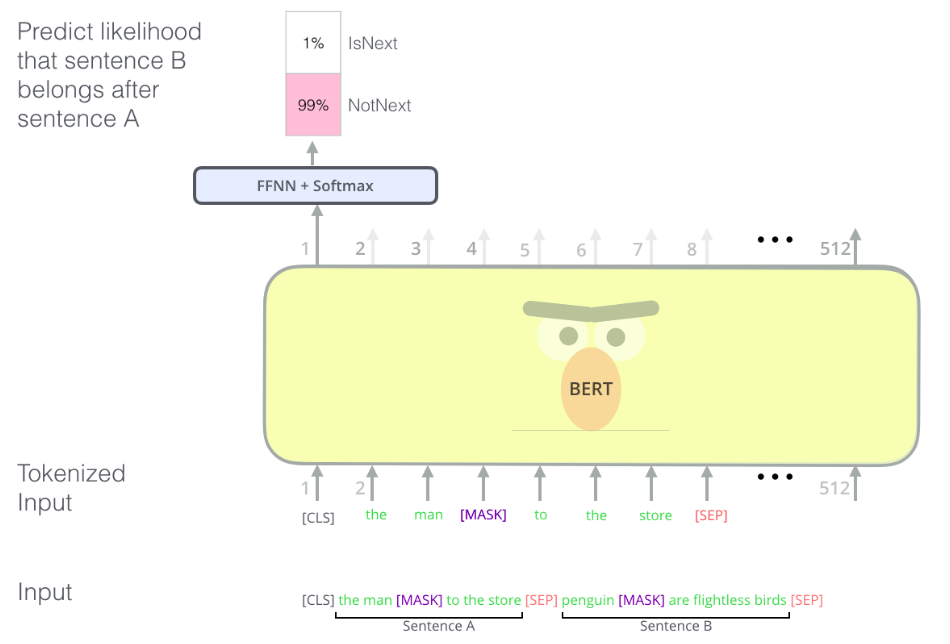 Predict likelihood
that sentence B
belongs after
sentence A
1% IsNext
99% NotNext
FFNN + Softmax
1 2 3 4 5 6 7 8 ••• 512
BERT
Tokenized
Input
1 2 ••• 512
[CLS] the man [MASK] to the store [SEP]
Input
[CLS] the man [MASK] to the store [SEP] penguin [MASK] are flightless birds [SEP]
Sentence A Sentence B